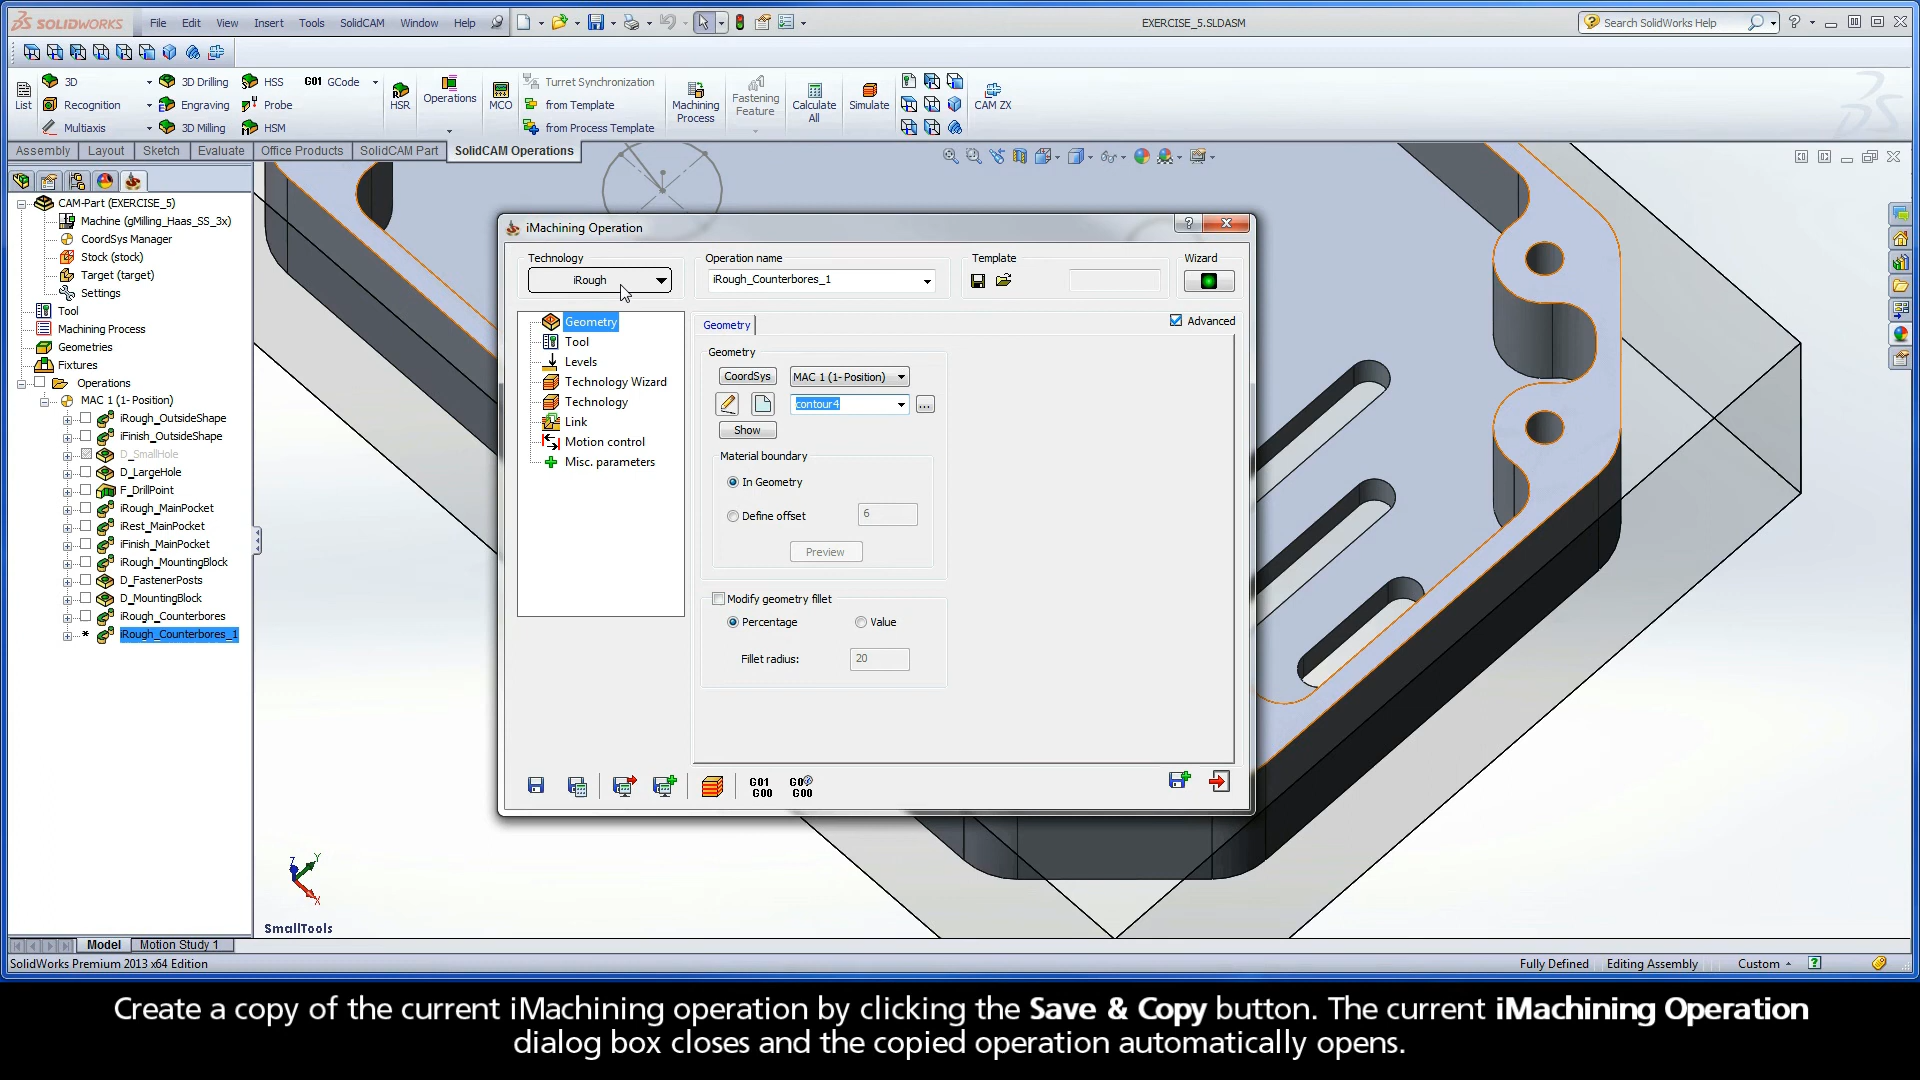 SOLIDWORKS File Edit View Insert Tools SolidCAM Window Help EXERCISE_5.SLDASM Search SolidWorks Help
3D 3D Drilling HSS G01 GCode Turret Synchronization
List Recognition Engraving Probe HSR Operations MCO from Template Machining Process Fastening Feature Calculate All Simulate CAM ZX
Multiaxis 3D Milling HSM from Process Template
Assembly Layout Sketch Evaluate Office Products SolidCAM Part SolidCAM Operations
CAM-Part (EXERCISE_5)
Machine (gMilling_Haas_SS_3x)
CoordSys Manager
Stock (stock)
Target (target)
Settings
Tool
Machining Process
Geometries
Fixtures
Operations
MAC 1 (1- Position)
iRough_OutsideShape
iFinish_OutsideShape
D_SmallHole
D_LargeHole
F_DrillPoint
iRough_MainPocket
iRest_MainPocket
iFinish_MainPocket
iRough_MountingBlock
D_FastenerPosts
D_MountingBlock
iRough_Counterbores
* iRough_Counterbores_1
iMachining Operation
Technology Operation name Template Wizard
iRough iRough_Counterbores_1
Geometry
Tool
Levels
Technology Wizard
Technology
Link
Motion control
Misc. parameters
Geometry Advanced
Geometry
CoordSys MAC 1 (1- Position)
contour4 ...
Show
Material boundary
In Geometry
Define offset 6
Preview
Modify geometry fillet
Percentage Value
Fillet radius: 20
G01 G00 G0 G00
Z Y X
SmallTools
Model Motion Study 1
SolidWorks Premium 2013 x64 Edition Fully Defined Editing Assembly Custom
Create a copy of the current iMachining operation by clicking the Save & Copy button. The current iMachining Operation
dialog box closes and the copied operation automatically opens.